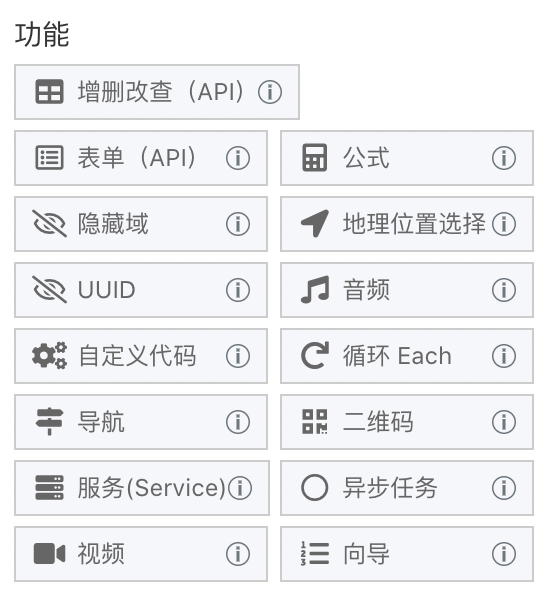 功能
增删改查（API）
表单（API） 公式
隐藏域 地理位置选择
UUID 音频
自定义代码 循环 Each
导航 二维码
服务(Service) 异步任务
视频 向导